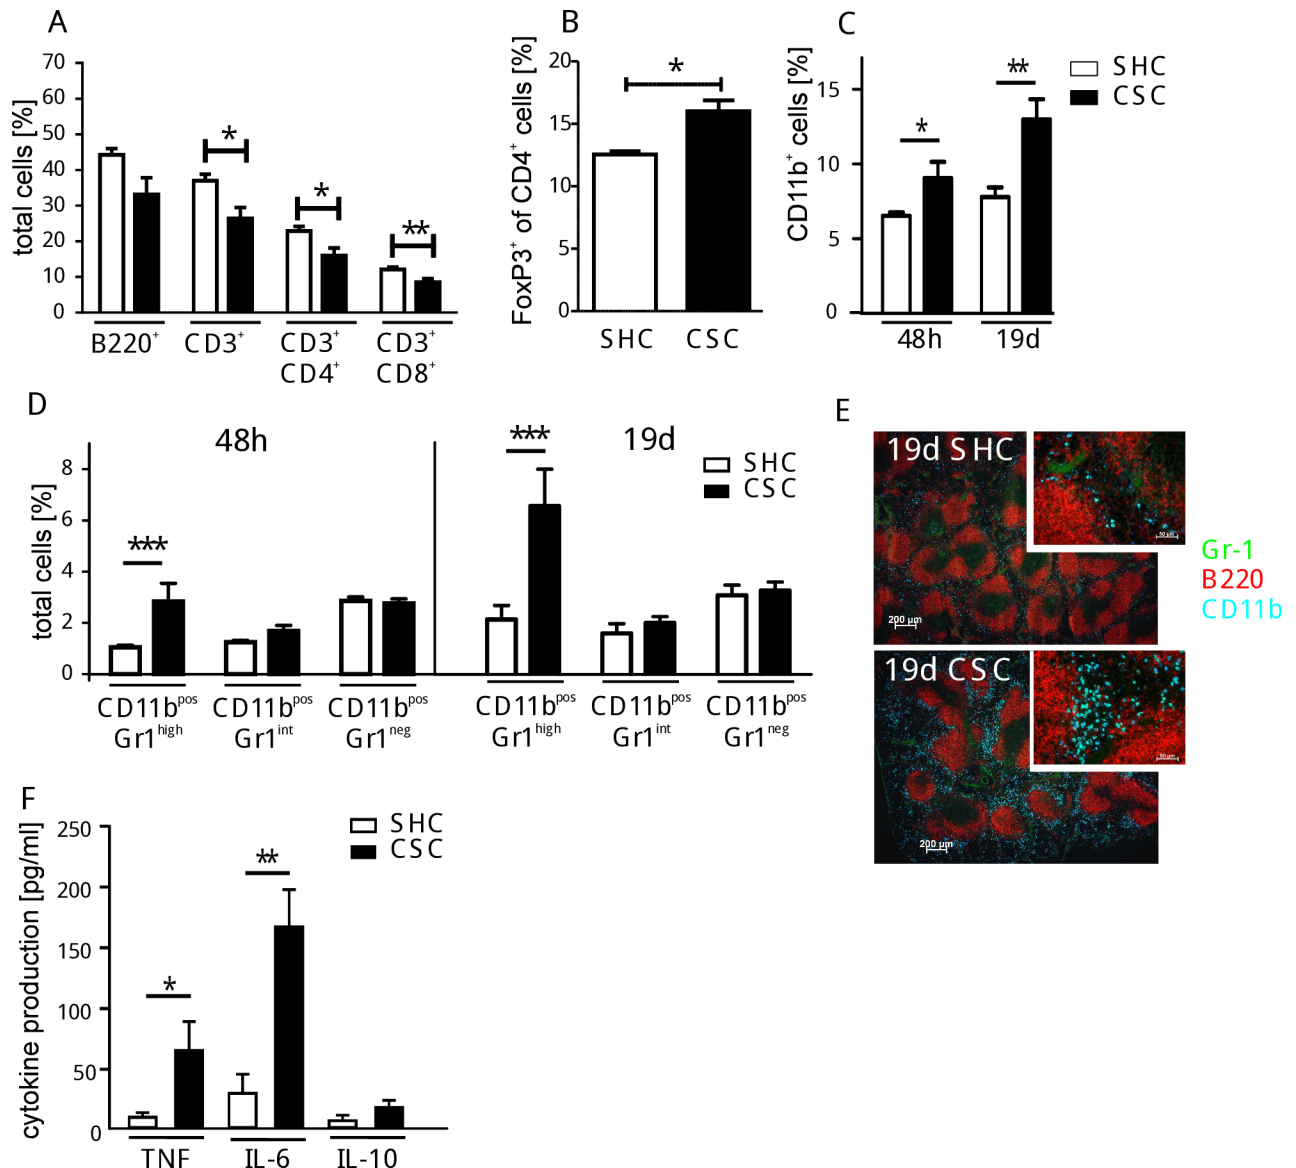 A
total cells [%]
70
60
50
40
30
20
10
0
*
*
**
B220+
CD3+
CD3+
CD4+
CD3+
CD8+
B
FoxP3+ of CD4+ cells [%]
20
15
10
5
0
*
SHC
CSC
C
CD11b+ cells [%]
15
10
5
0
*
**
48h
19d
SHC
CSC
D
total cells [%]
8
6
4
2
0
48h
19d
***
***
SHC
CSC
CD11bpos
Gr1high
CD11bpos
Gr1int
CD11bpos
Gr1neg
CD11bpos
Gr1high
CD11bpos
Gr1int
CD11bpos
Gr1neg
E
19d SHC
50 µm
200 µm
19d CSC
50 µm
200 µm
Gr-1
B220
CD11b
F
cytokine production [pg/ml]
250
200
150
100
50
0
*
**
SHC
CSC
TNF
IL-6
IL-10